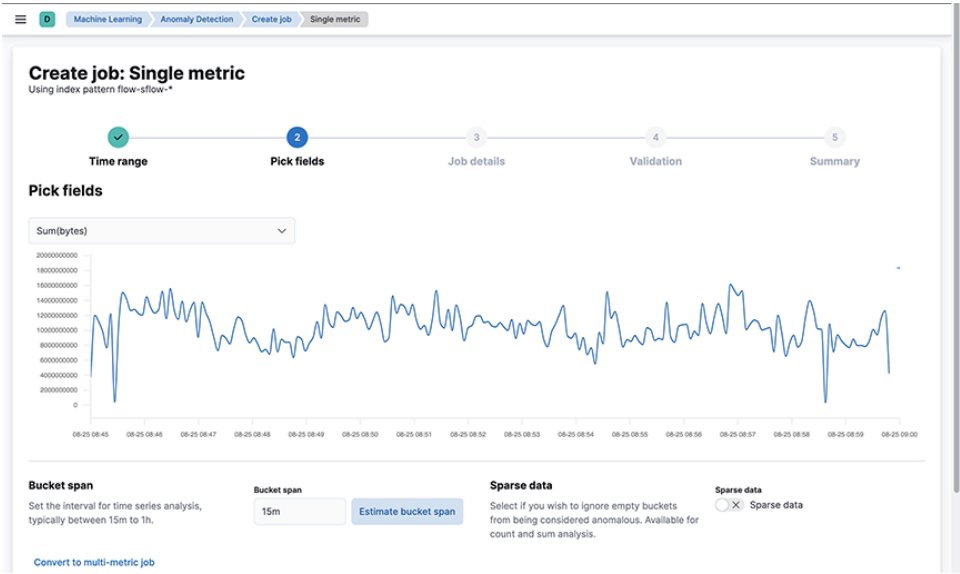 D Machine Learning Anomaly Detection Create job Single metric
Create job: Single metric
Using index pattern flow-sflow-*
2 3 4 5
Time range Pick fields Job details Validation Summary
Pick fields
Sum(bytes)
20000000000
18000000000
14000000000
16000000000
12000000000
10000000000
8000000000
6000000000
4000000000
2000000000
0
08-25 08:45 08-25 08:46 08-25 08:47 08-25 08:48 08-25 08:49 08-25 08:50 08-25 08:51 08-25 08:52 08-25 08:53 08-25 08:54 08-25 08:55 08-25 08:56 08-25 08:57 08-25 08:58 08-25 08:59 08-25 09:00
Bucket span
Set the interval for time series analysis,
typically between 15m to 1h.
Bucket span
15m Estimate bucket span
Sparse data
Select if you wish to ignore empty buckets
from being considered anomalous. Available for
count and sum analysis.
Sparse data
Sparse data
Convert to multi-metric job